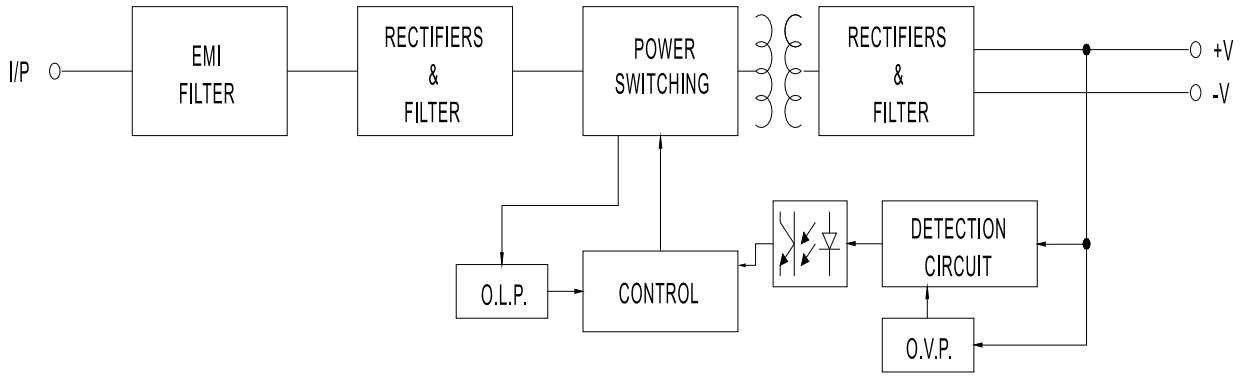 I/P
EMI
FILTER
RECTIFIERS
&
FILTER
POWER
SWITCHING
RECTIFIERS
&
FILTER
+V
-V
O.L.P.
CONTROL
DETECTION
CIRCUIT
O.V.P.